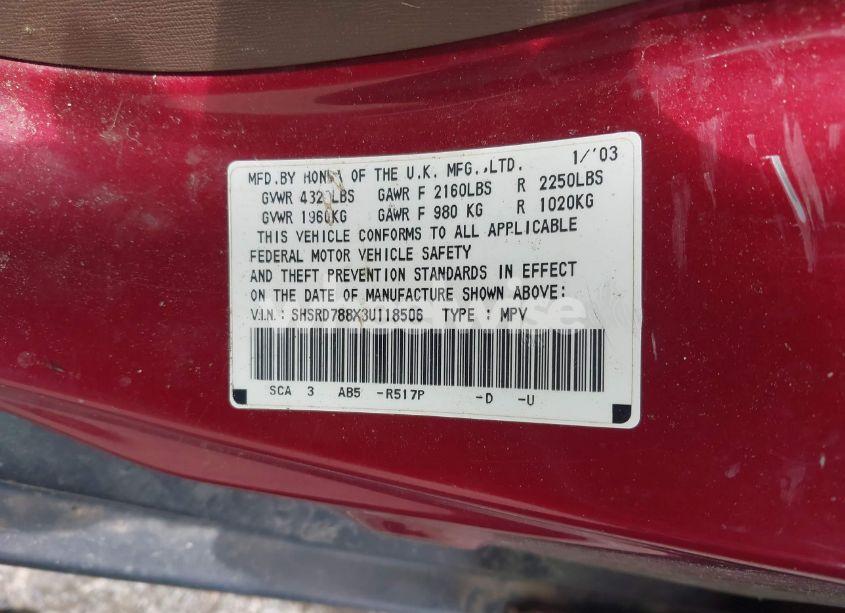 MFD.BY HONDA OF THE U.K. MFG.,LTD. 1/'03
GVWR 4320LBS GAWR F 2160LBS R 2250LBS
GVWR 1960KG GAWR F 980 KG R 1020KG
THIS VEHICLE CONFORMS TO ALL APPLICABLE
FEDERAL MOTOR VEHICLE SAFETY
AND THEFT PREVENTION STANDARDS IN EFFECT
ON THE DATE OF MANUFACTURE SHOWN ABOVE:
V.I.N.: SHSRD788X3U118506 TYPE : MPV
SCA 3 AB5 -R517P -D -U